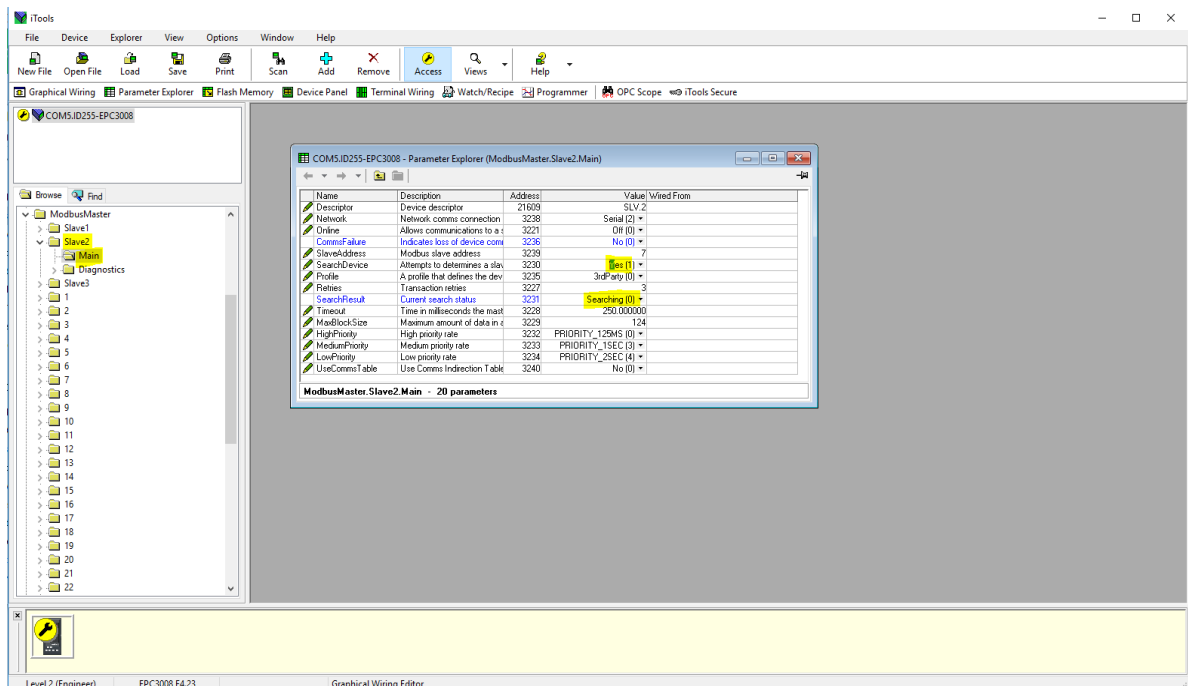 iTools
File Device Explorer View Options Window Help
New File Open File Load Save Print Scan Add Remove Access Views Help
Graphical Wiring Parameter Explorer Flash Memory Device Panel Terminal Wiring Watch/Recipe Programmer OPC Scope iTools Secure
COM5.ID255-EPC3008
COM5.ID255-EPC3008 - Parameter Explorer (ModbusMaster.Slave2.Main)
Browse Find
Name Description Address Value Wired From
Descriptor Device descriptor 21609 SLV.2
Network Network comms connection 3238 Serial (2)
Online Allows communications to a 3221 Off (0)
CommsFailure Indicates loss of device 3236 No (0)
SlaveAddress Modbus slave address 3239 7
SearchDevice Attempts to determines a 3230 Yes (1)
Profile A profile that defines the 3235 3rdParty (0)
Retries Transaction retries 3227 3
SearchResult Current search status 3231 Searching (0)
Timeout Time in milliseconds the 3228 250.000000
MaxBlockSize Maximum amount of data in 3229 124
HighPriority High priority rate 3232 PRIORITY_125MS (0)
MediumPriority Medium priority rate 3233 PRIORITY_1SEC (3)
LowPriority Low priority rate 3234 PRIORITY_2SEC (4)
UseCommsTable Use Comms Indirection Table 3240 No (0)
ModbusMaster.Slave2.Main - 20 parameters
ModbusMaster
Slave1
Slave2
Main
Diagnostics
Slave3
1
2
3
4
5
6
7
8
9
10
11
12
13
14
15
16
17
18
19
20
21
22
Level 2 (Engineer) EPC3008 E4.23 Graphical Wiring Editor